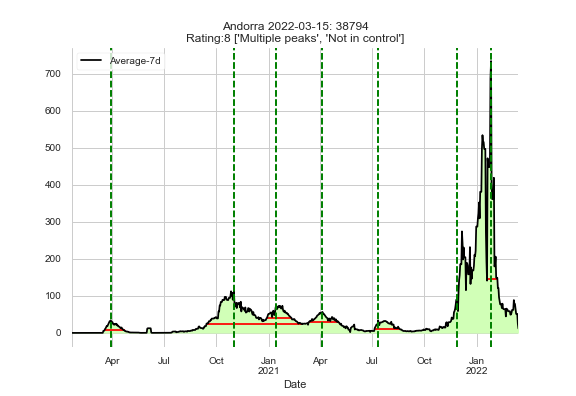 Andorra 2022-03-15: 38794
Rating:8 ['Multiple peaks', 'Not in control']
Average-7d
700
600
500
400
300
200
100
0
Apr Jul Oct Jan Apr Jul Oct Jan
2021 2022
Date